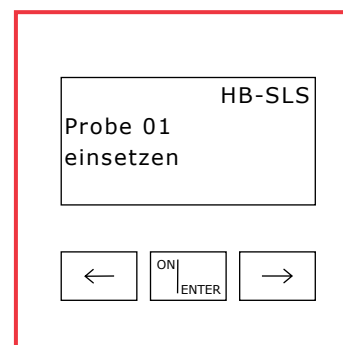 HB-SLS
Probe 01
einsetzen
←
ON
ENTER
→